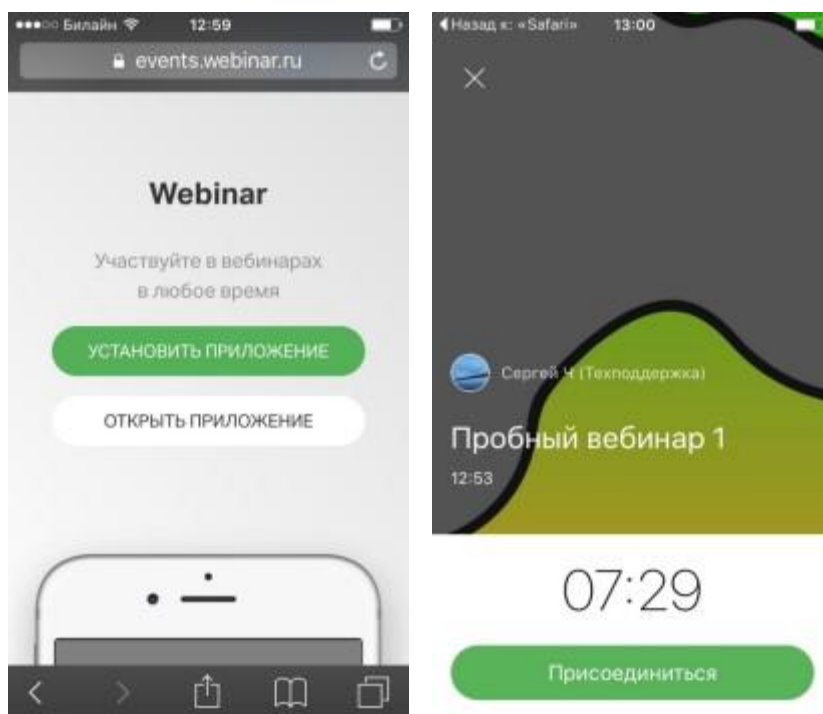 Билайн 12:59
events.webinar.ru
Webinar
Участвуйте в вебинарах
в любое время
УСТАНОВИТЬ ПРИЛОЖЕНИЕ
ОТКРЫТЬ ПРИЛОЖЕНИЕ
Назад к: «Safari» 13:00
Сергей Ч (Техподдержка)
Пробный вебинар 1
12:53
07:29
Присоединиться